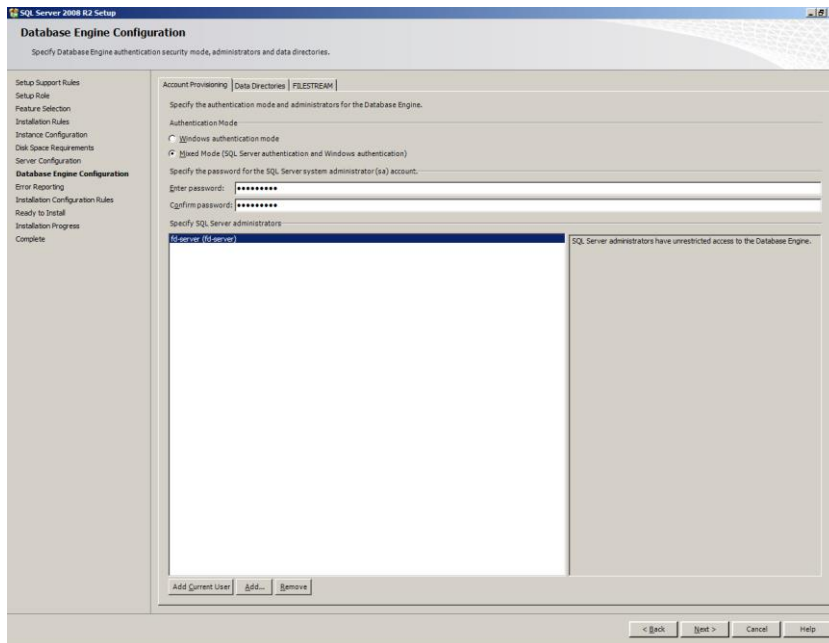 SQL Server 2008 R2 Setup
Database Engine Configuration
Specify Database Engine authentication security mode, administrators and data directories.
Setup Support Rules
Setup Role
Feature Selection
Installation Rules
Instance Configuration
Disk Space Requirements
Server Configuration
Database Engine Configuration
Error Reporting
Installation Configuration Rules
Ready to Install
Installation Progress
Complete
Account Provisioning Data Directories FILESTREAM
Specify the authentication mode and administrators for the Database Engine.
Authentication Mode
Windows authentication mode
Mixed Mode (SQL Server authentication and Windows authentication)
Specify the password for the SQL Server system administrator (sa) account.
Enter password: •••••••••
Confirm password: •••••••••
Specify SQL Server administrators
fd-server (fd-server)
SQL Server administrators have unrestricted access to the Database Engine.
Add Current User Add... Remove
< Back Next > Cancel Help